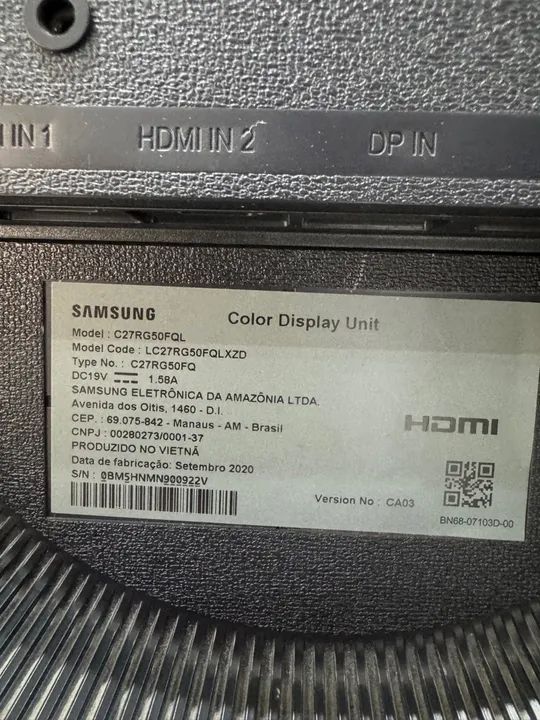 IN 1
HDMI IN 2
DP IN
SAMSUNG
Color Display Unit
Model : C27RG50FQL
Model Code : LC27RG50FQLXZD
Type No. : C27RG50FQ
DC19V 1.58A
SAMSUNG ELETRÔNICA DA AMAZÔNIA LTDA.
Avenida dos Oitis, 1460 - D.I.
CEP. : 69.075-842 - Manaus - AM - Brasil
CNPJ : 00280273/0001-37
PRODUZIDO NO VIETNÃ
Data de fabricação: Setembro 2020
S/N : 0BM5HNMN900922V
HDMI
Version No : CA03
BN68-07103D-00